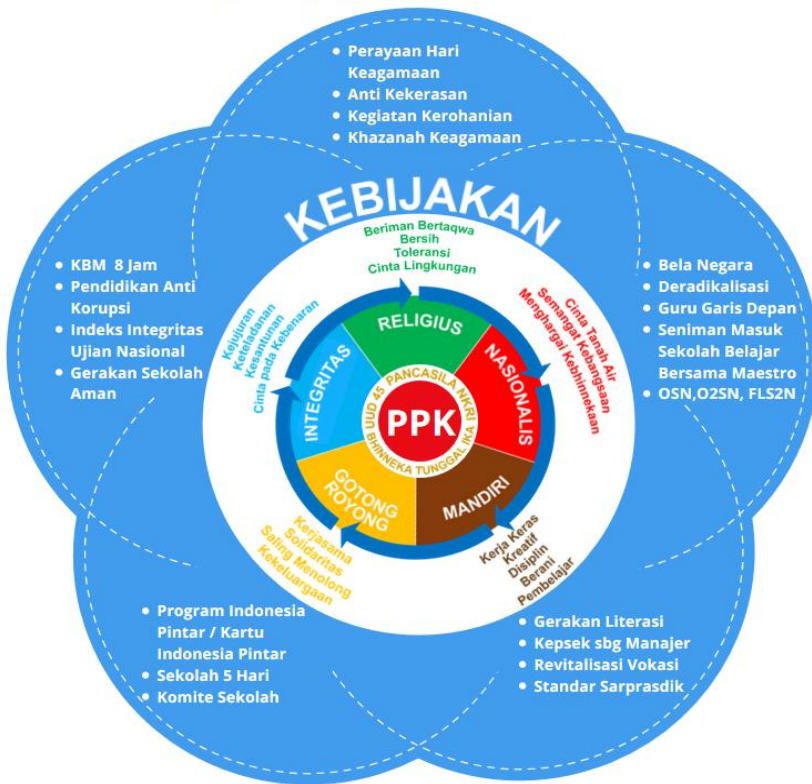 Perayaan Hari
Keagamaan
Anti Kekerasan
Kegiatan Kerohanian
Khazanah Keagamaan
KEBIJAKAN
Beriman Bertaqwa
Bersih
Toleransi
Cinta Lingkungan
KBM 8 Jam
Pendidikan Anti
Korupsi
Indeks Integritas
Ujian Nasional
Gerakan Sekolah
Aman
Kejujuran
Keteladanan
Kesantunan
Cinta pada Kebenaran
Cinta Tanah Air
Semangat Kebangsaan
Menghargai Kebhinnekaan
Bela Negara
Deradikalisasi
Guru Garis Depan
Seniman Masuk
Sekolah Belajar
Bersama Maestro
OSN,O2SN, FLS2N
RELIGIUS
INTEGRITAS
NASIONALIS
UUD 45 PANCASILA NKRI
PPK
BHINNEKA TUNGGAL IKA
GOTONG
ROYONG
MANDIRI
Kerjasama
Solidaritas
Saling Menolong
Kekeluargaan
Kerja Keras
Kreatif
Disiplin
Berani
Pembelajar
Program Indonesia
Pintar / Kartu
Indonesia Pintar
Sekolah 5 Hari
Komite Sekolah
Gerakan Literasi
Kepsek sbg Manajer
Revitalisasi Vokasi
Standar Sarprasdik